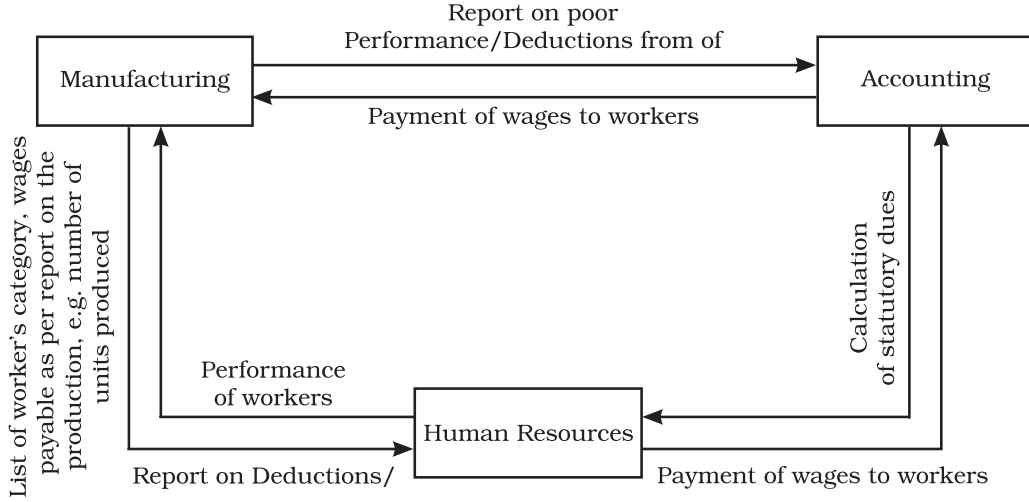 Report on poor
Performance/Deductions from of
Manufacturing
Accounting
Payment of wages to workers
List of worker's category, wages
payable as per report on the
production, e.g. number of
units produced
Calculation
of statutory dues
Performance
of workers
Human Resources
Report on Deductions/
Payment of wages to workers